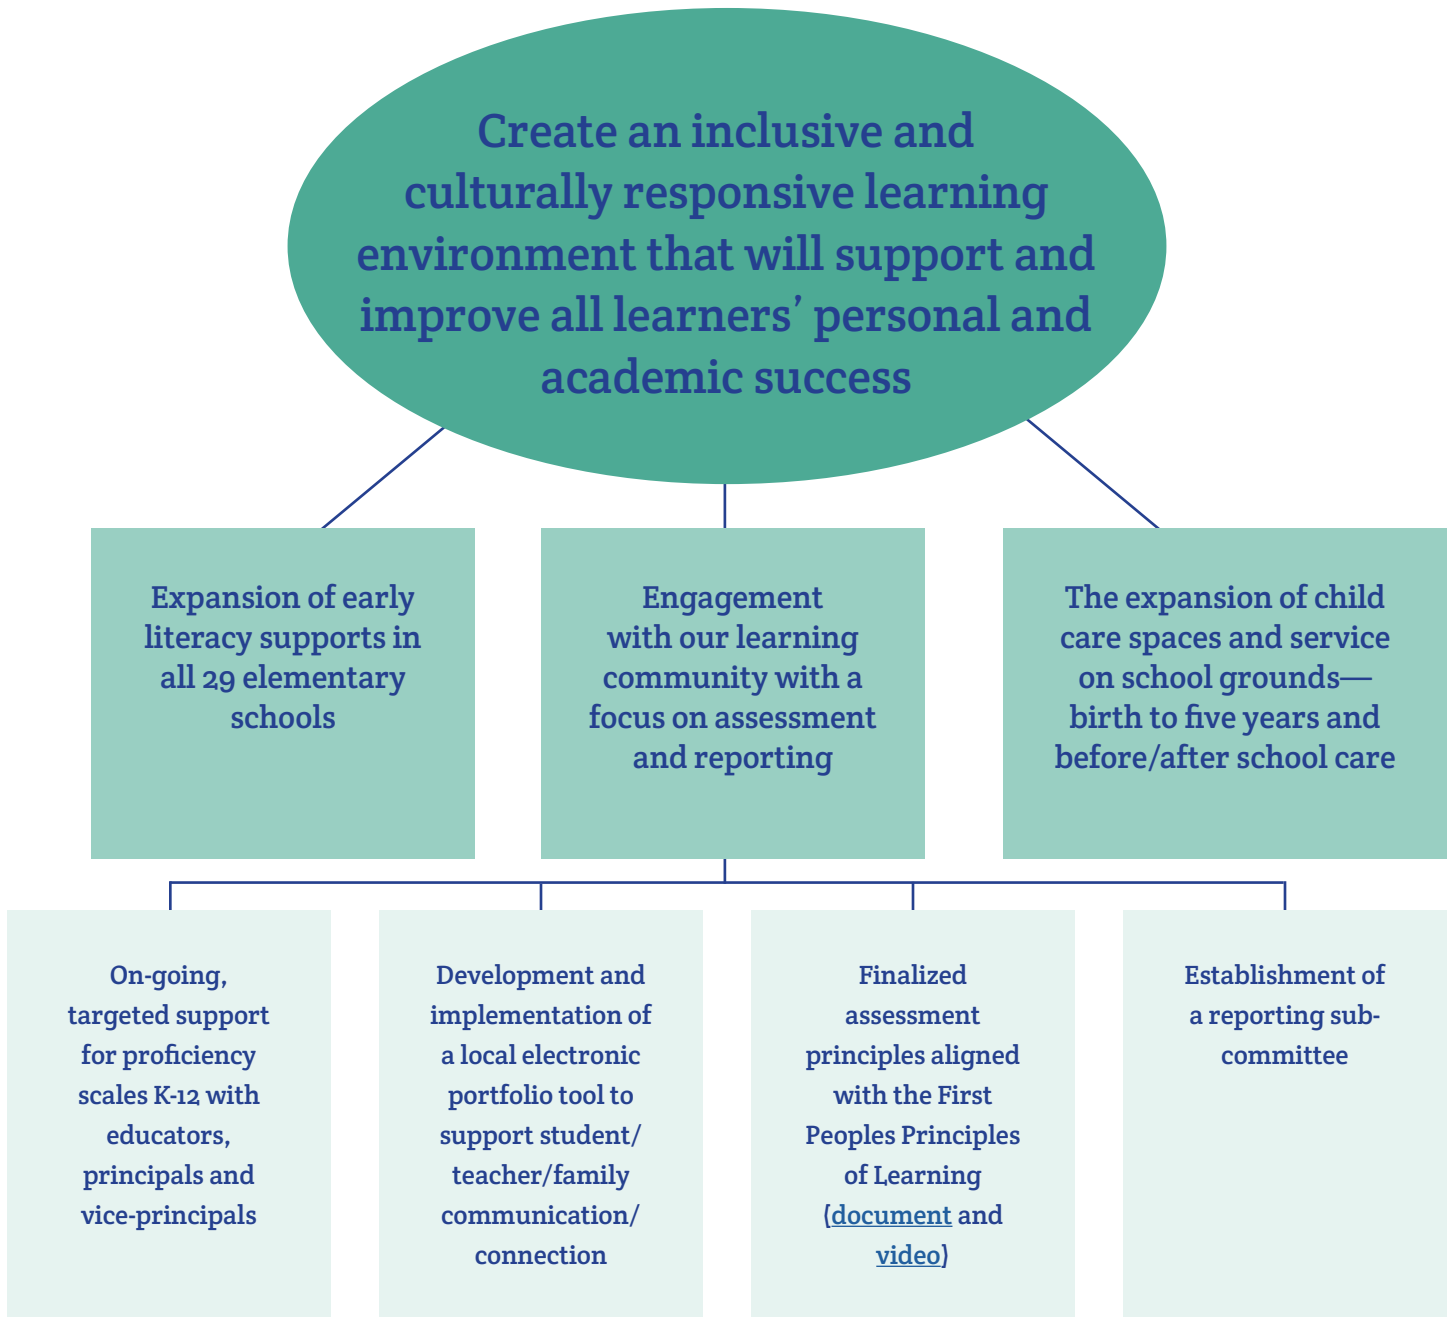 Create an inclusive and
culturally responsive learning
environment that will support and
improve all learners’ personal and
academic success
Expansion of early
literacy supports in
all 29 elementary
schools
Engagement
with our learning
community with a
focus on assessment
and reporting
The expansion of child
care spaces and service
on school grounds—
birth to five years and
before/after school care
On-going,
targeted support
for proficiency
scales K-12 with
educators,
principals and
vice-principals
Development and
implementation of
a local electronic
portfolio tool to
support student/
teacher/family
communication/
connection
Finalized
assessment
principles aligned
with the First
Peoples Principles
of Learning
(document and
video)
Establishment of
a reporting sub-
committee